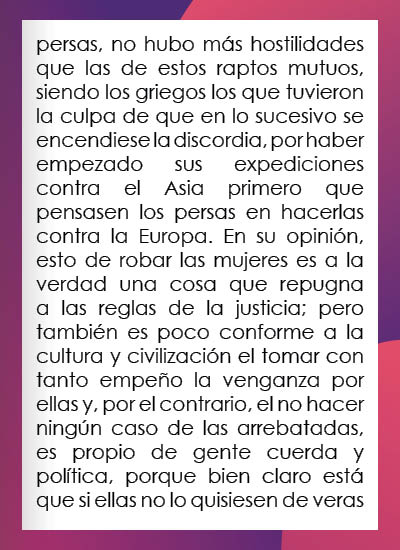 persas, no hubo más hostilidades
que las de estos raptos mutuos,
siendo los griegos los que tuvieron
la culpa de que en lo sucesivo se
encendiese la discordia, por haber
empezado sus expediciones
contra el Asia primero que
pensasen los persas en hacerlas
contra la Europa. En su opinión,
esto de robar las mujeres es a la
verdad una cosa que repugna
a las reglas de la justicia; pero
también es poco conforme a la
cultura y civilización el tomar con
tanto empeño la venganza por
ellas y, por el contrario, el no hacer
ningún caso de las arrebatadas,
es propio de gente cuerda y
política, porque bien claro está
que si ellas no lo quisiesen de veras